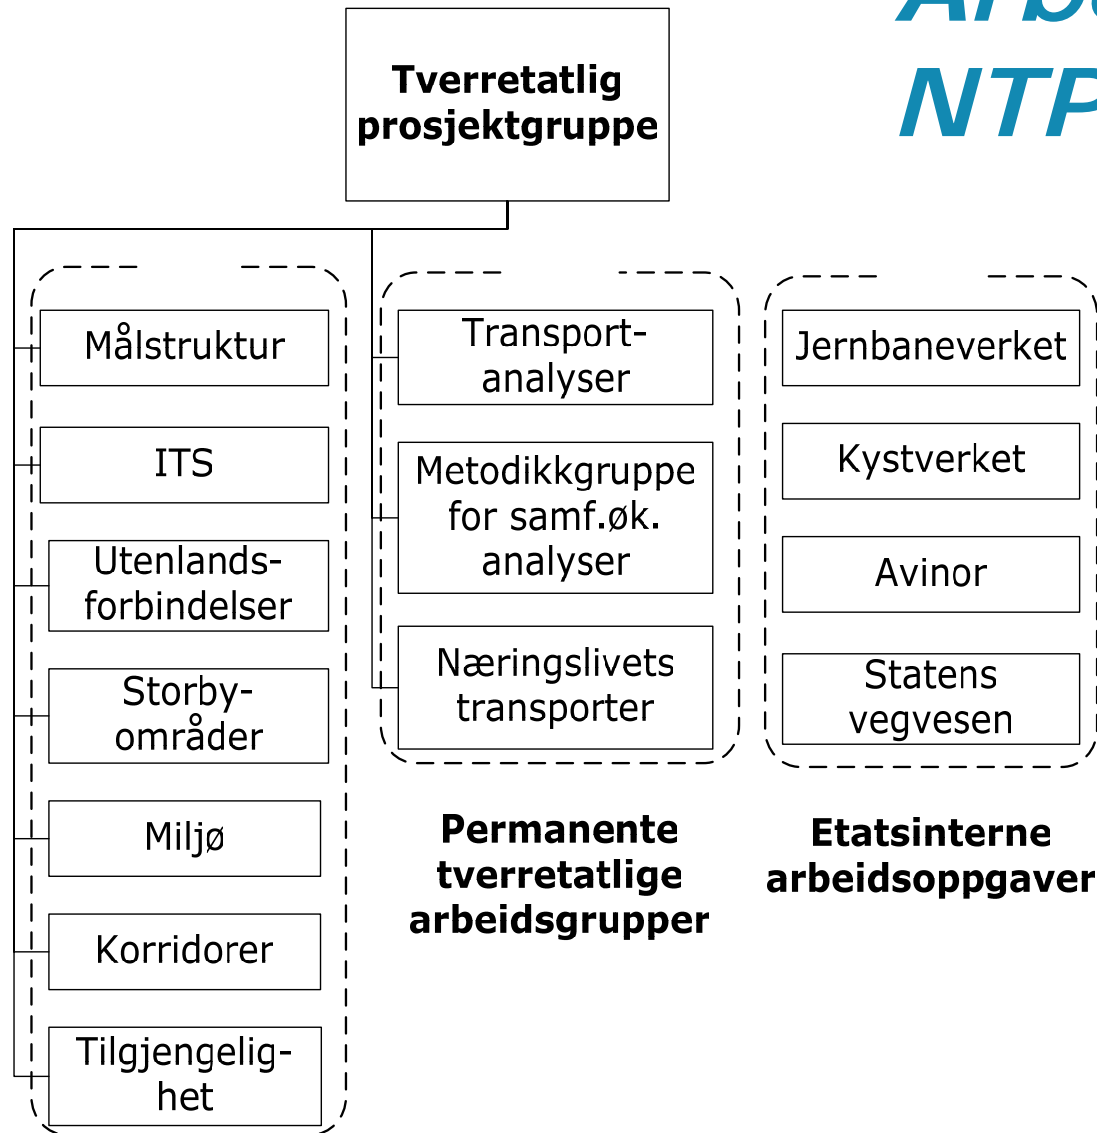 NTP
Tverretatlig
prosjektgruppe
Målstruktur
ITS
Utenlands-
forbindelser
Storby-
områder
Miljø
Korridorer
Tilgjengelig-
het
Transport-
analyser
Metodikkgruppe
for samf.øk.
analyser
Næringslivets
transporter
Permanente
tverretatlige
arbeidsgrupper
Jernbaneverket
Kystverket
Avinor
Statens
vegvesen
Etatsinterne
arbeidsoppgaver